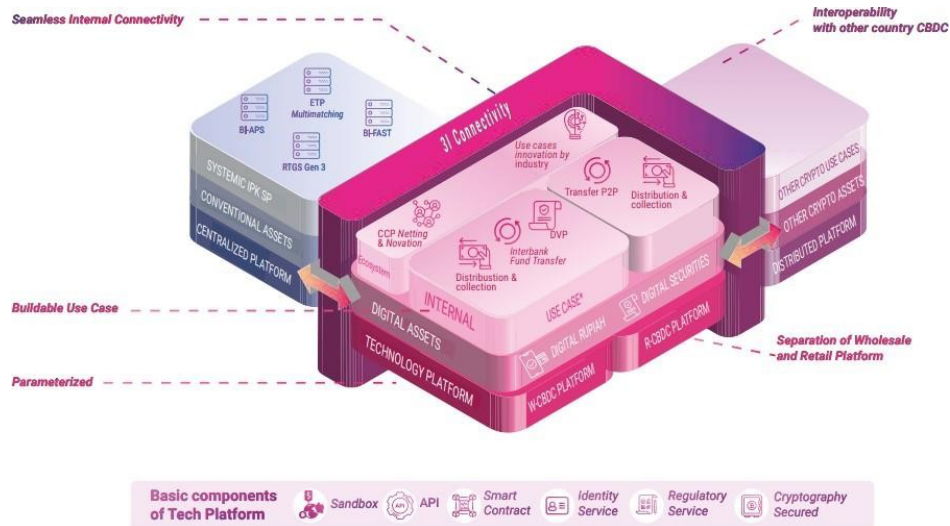 Seamless Internal Connectivity
Interoperability
with other country CBDC
ETP
Multimatching
BI-APS
BI-FAST
RTGS Gen 3
SYSTEMIC IPK SP
CONVENTIONAL ASSETS
CENTRALIZED PLATFORM
3I Connectivity
Use cases
innovation by
industry
Transfer P2P
Distribution &
collection
CCP Netting
& Novation
Ecosystem
DVP
Interbank
Fund Transfer
Distribustion &
collection
INTERNAL
USE CASE*
DIGITAL ASSETS
DIGITAL RUPIAH
DIGITAL SECURITIES
TECHNOLOGY PLATFORM
W-CBDC PLATFORM
R-CBDC PLATFORM
OTHER CRYPTO USE CASES
OTHER CRYPTO ASSETS
DISTRIBUTED PLATFORM
Buildable Use Case
Parameterized
Separation of Wholesale
and Retail Platform
Basic components
of Tech Platform
Sandbox
API
API
Smart
Contract
Identity
Service
Regulatory
Service
Cryptography
Secured